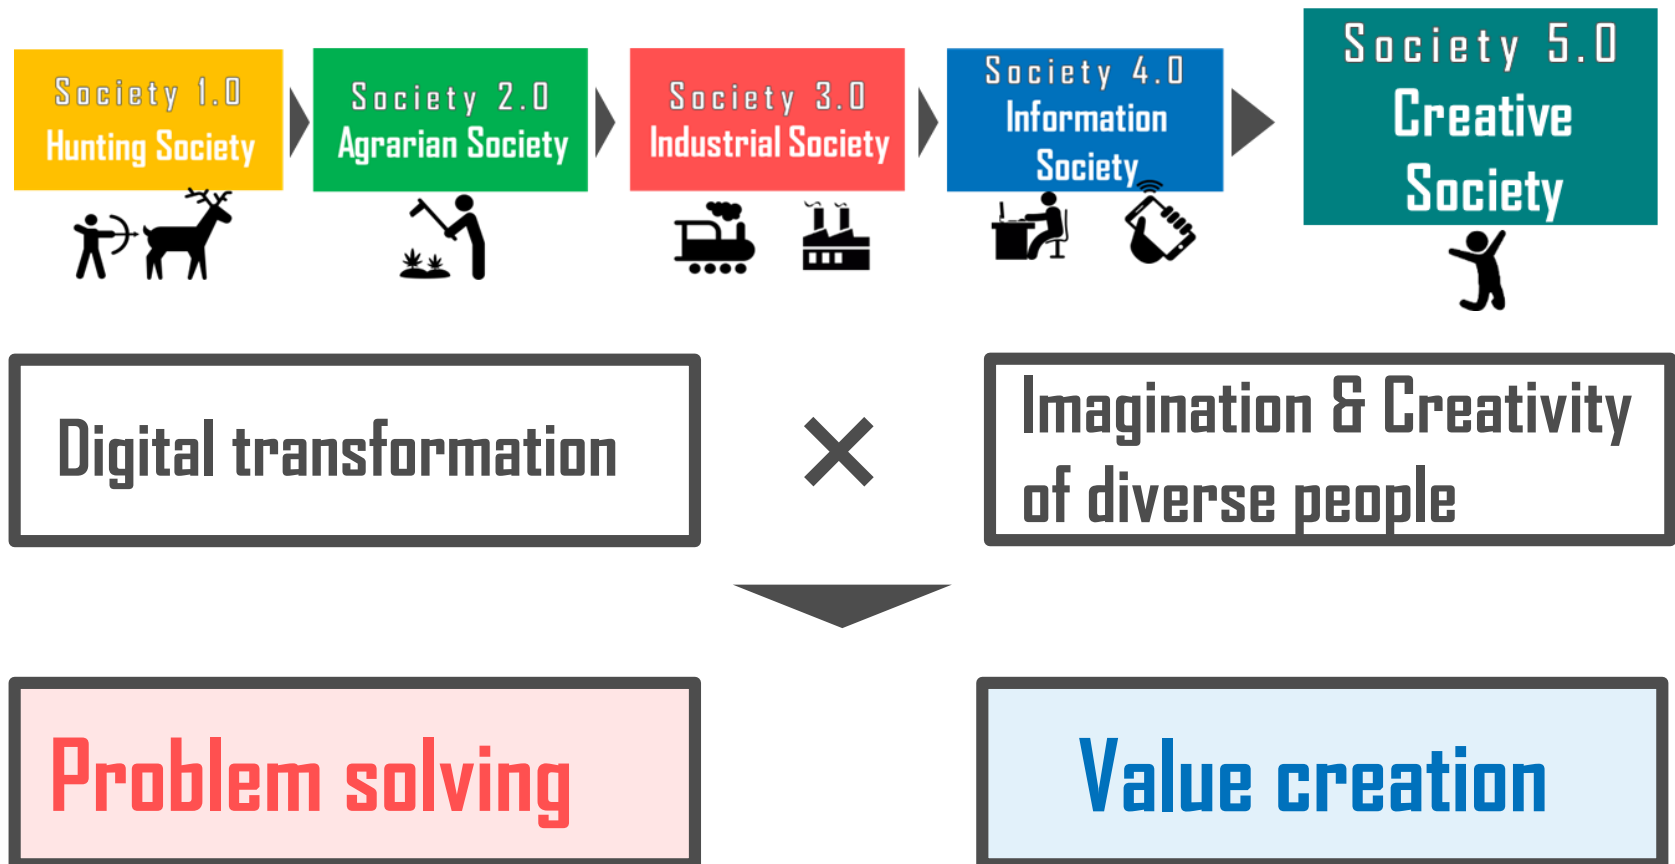 Society 1.0
Hunting Society
Society 2.0
Agrarian Society
Society 3.0
Industrial Society
Society 4.0
Information
Society
Society 5.0
Creative
Society
Digital transformation
×
Imagination & Creativity
of diverse people
Problem solving
Value creation